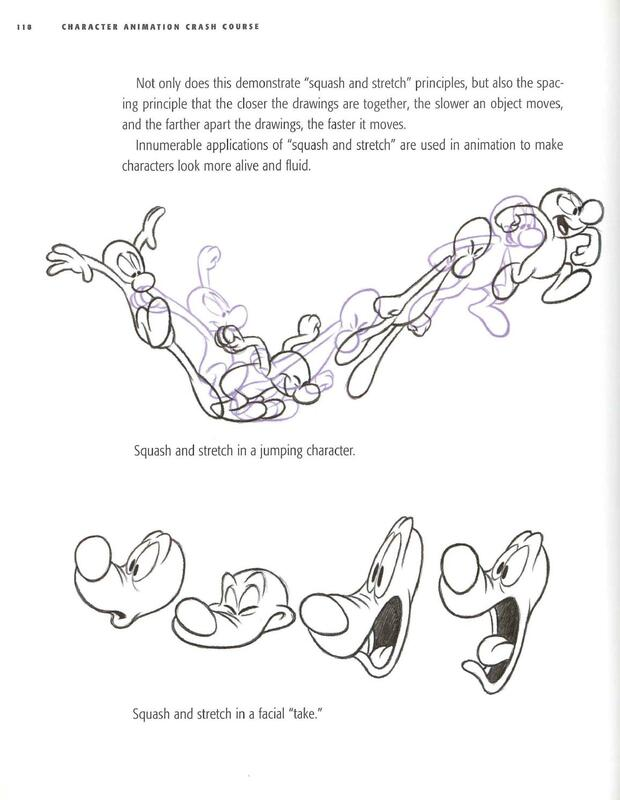 118 CHARACTER ANIMATION CRASH COURSE
Not only does this demonstrate “squash and stretch” principles, but also the spac-
ing principle that the closer the drawings are together, the slower an object moves,
and the farther apart the drawings, the faster it moves.
Innumerable applications of “squash and stretch” are used in animation to make
characters look more alive and fluid.
Squash and stretch in a jumping character.
Squash and stretch in a facial “take.”